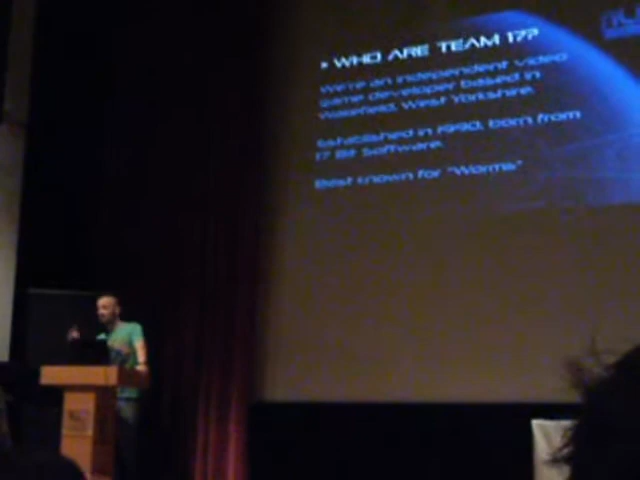 » WHO ARE TEAM 17?
We're an independent video
game developer based in
Wakefield, West Yorkshire.
Established in 1990, born from
17 Bit Software.
Best known for "Worms"